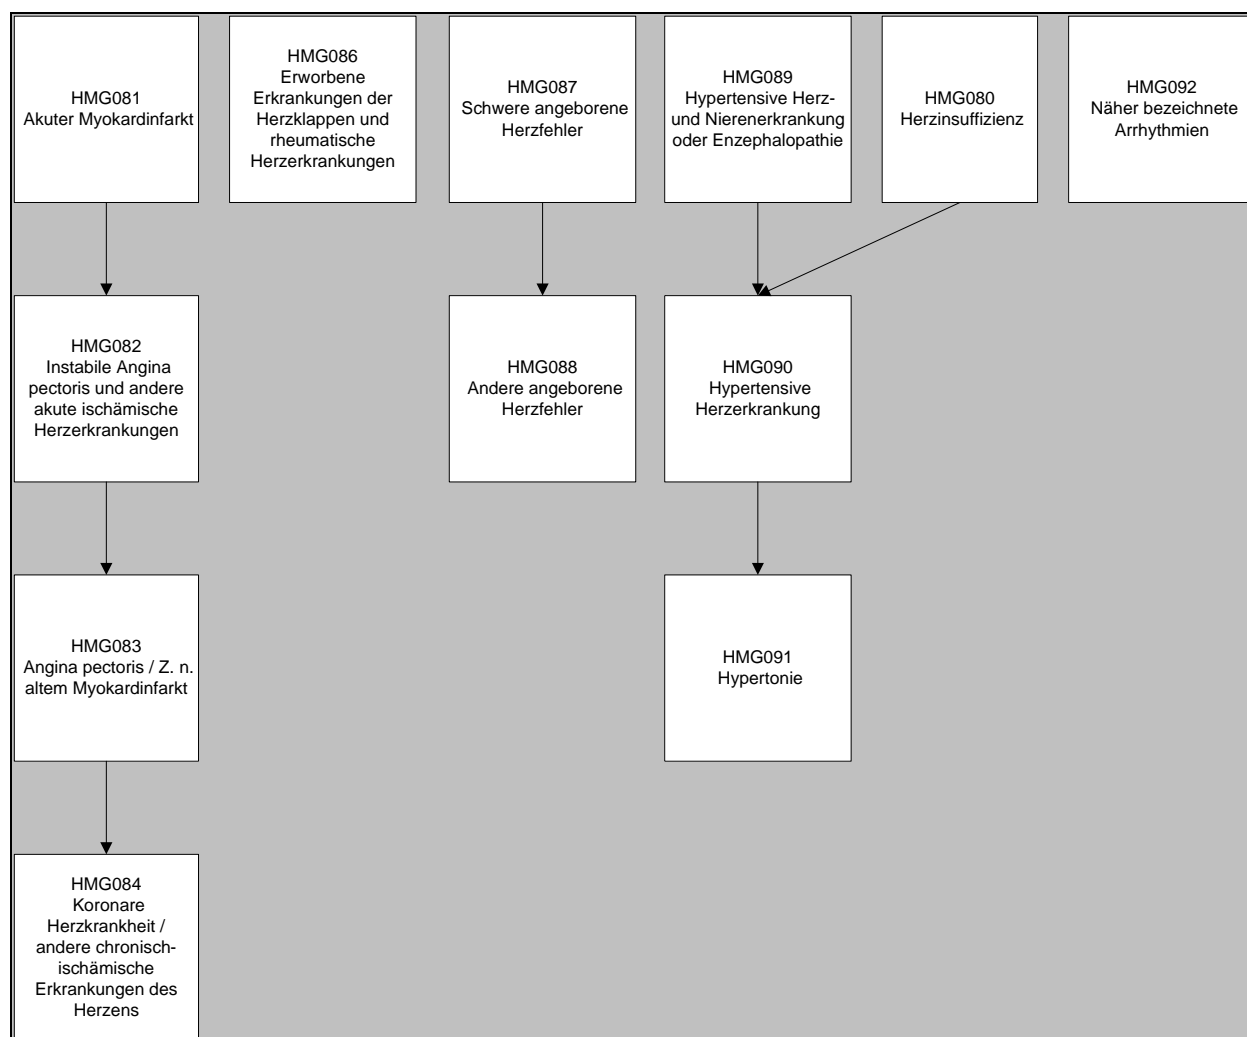 HMG081
Akuter Myokardinfarkt
HMG086
Erworbene
Erkrankungen der
Herzklappen und
rheumatische
Herzerkrankungen
HMG087
Schwere angeborene
Herzfehler
HMG089
Hypertensive Herz-
und Nierenerkrankung
oder Enzephalopathie
HMG080
Herzinsuffizienz
HMG092
Näher bezeichnete
Arrhythmien
HMG082
Instabile Angina
pectoris und andere
akute ischämische
Herzerkrankungen
HMG088
Andere angeborene
Herzfehler
HMG090
Hypertensive
Herzerkrankung
HMG083
Angina pectoris / Z. n.
altem Myokardinfarkt
HMG091
Hypertonie
HMG084
Koronare
Herzkrankheit /
andere chronisch-
ischämische
Erkrankungen des
Herzens